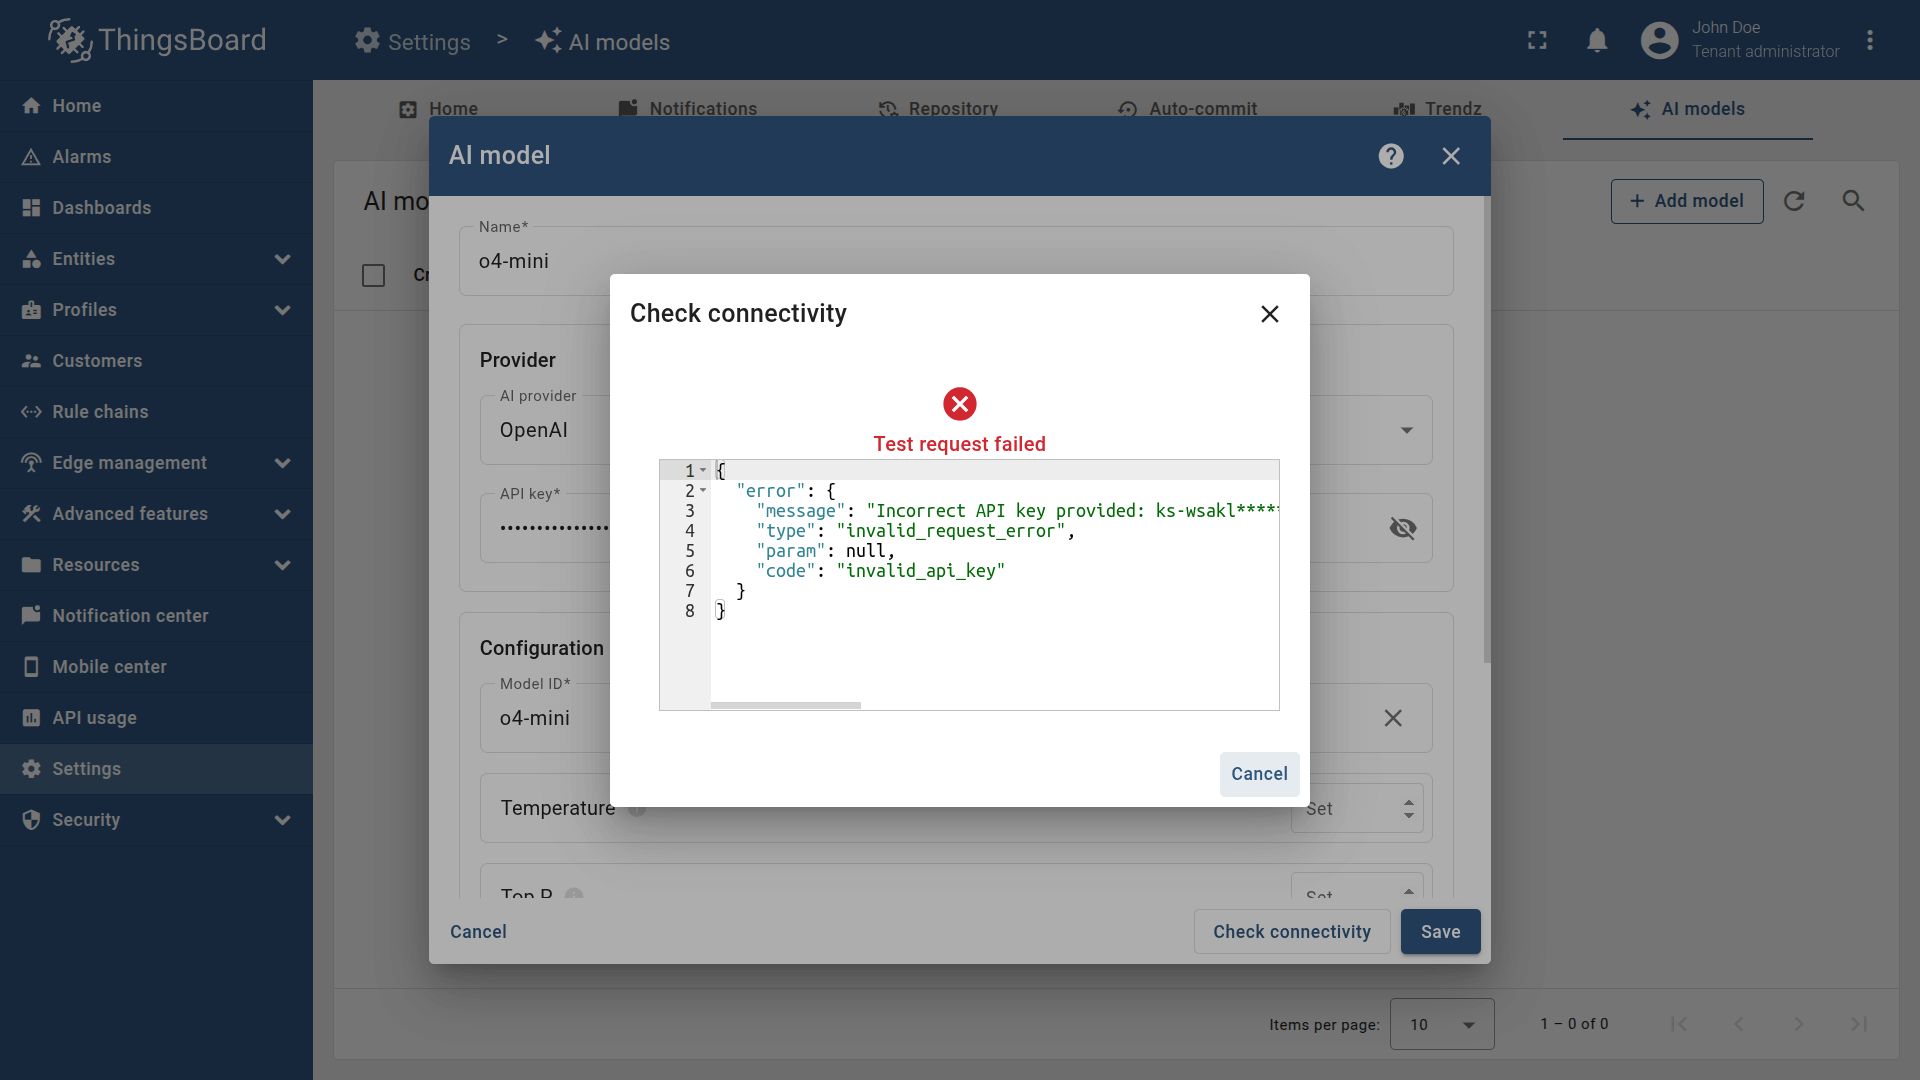 ThingsBoard
Settings > AI models
John Doe
Tenant administrator
Home
Alarms
Dashboards
Entities
Profiles
Customers
Rule chains
Edge management
Advanced features
Resources
Notification center
Mobile center
API usage
Settings
Security
Home Notifications Repository Auto-commit Trendz AI models
AI mo
+ Add model
Cr
AI model
Name*
o4-mini
Provider
AI provider
OpenAI
API key*
Configuration
Model ID*
o4-mini
Temperature
Set
Top P
Set
Cancel
Check connectivity
Save
Check connectivity
Test request failed
1 {
2 "error": {
3 "message": "Incorrect API key provided: ks-wsakl*****
4 "type": "invalid_request_error",
5 "param": null,
6 "code": "invalid_api_key"
7 }
8 }
Cancel
Items per page: 10 1 – 0 of 0